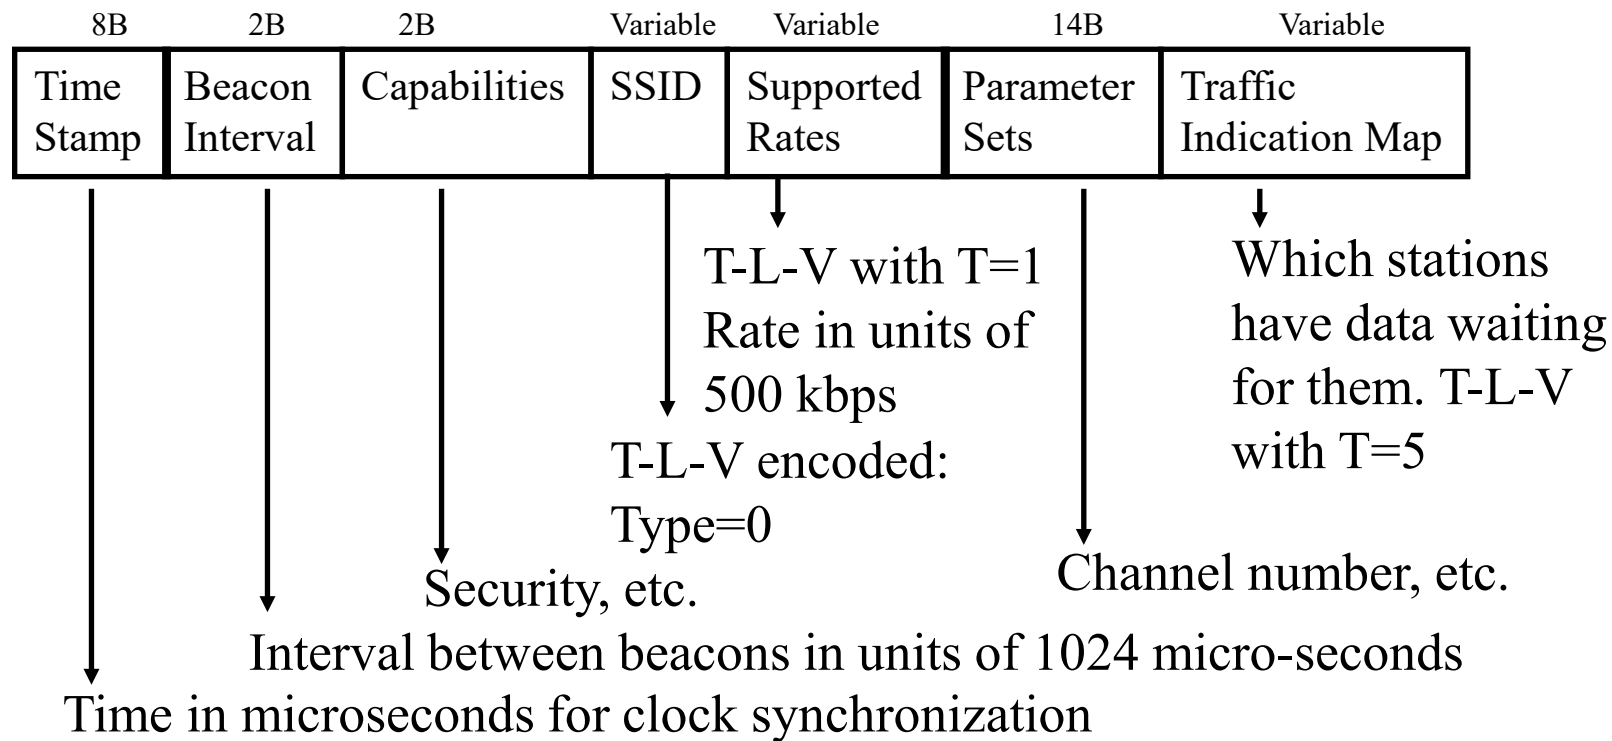 8B 2B 2B Variable Variable 14B Variable
Time Stamp
Beacon Interval
Capabilities
SSID
Supported Rates
Parameter Sets
Traffic Indication Map
T-L-V with T=1
Rate in units of
500 kbps
Which stations
have data waiting
for them. T-L-V
with T=5
T-L-V encoded:
Type=0
Security, etc.
Channel number, etc.
Interval between beacons in units of 1024 micro-seconds
Time in microseconds for clock synchronization